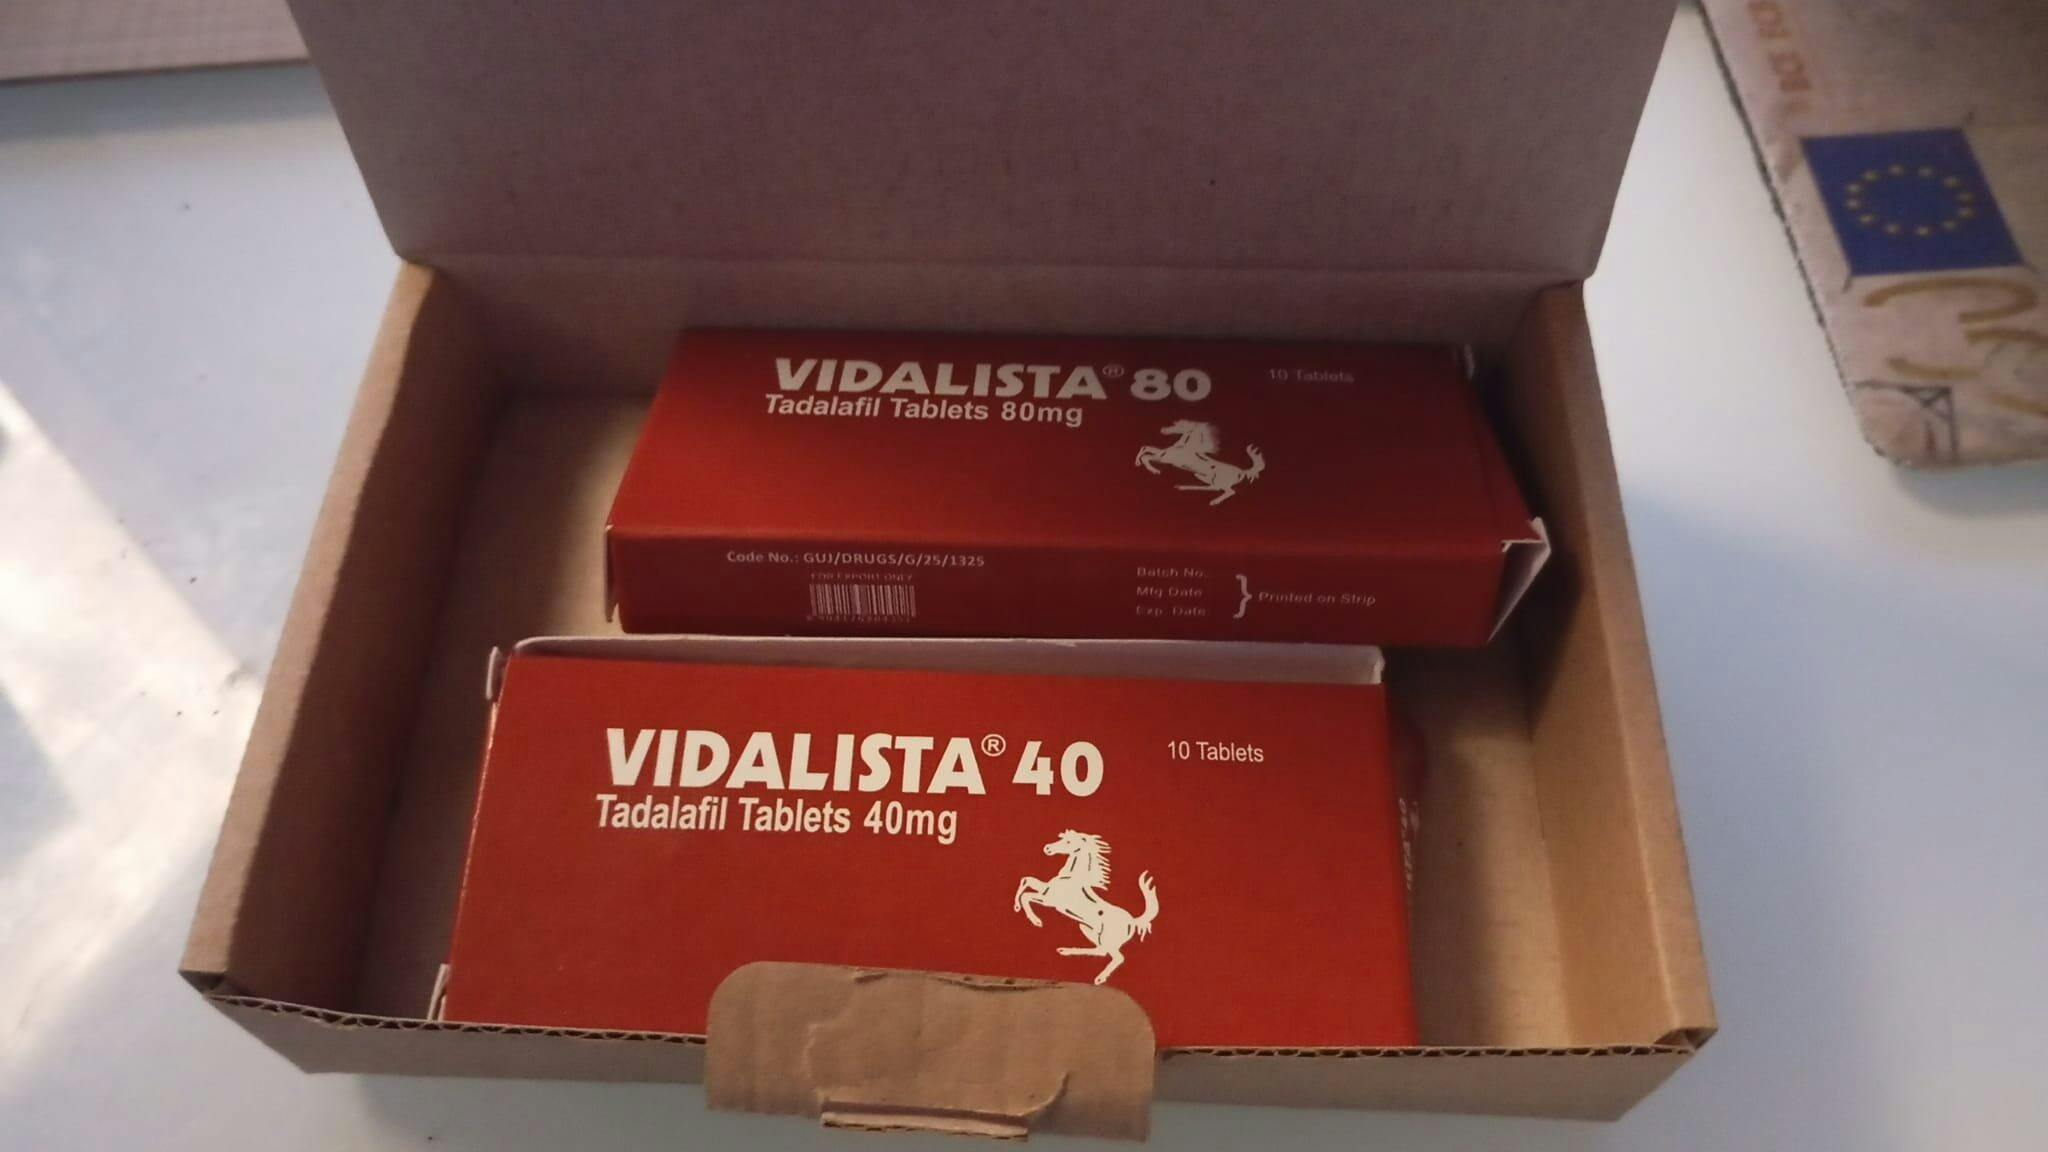 VIDALISTA® 80
10 Tablets
Tadalafil Tablets 80mg
Code No.: GUJ/DRUGS/G/25/1325
FOR EXPORT ONLY
Batch No.
Mfg Date
Exp. Date
} Printed on Strip
VIDALISTA® 40
10 Tablets
Tadalafil Tablets 40mg